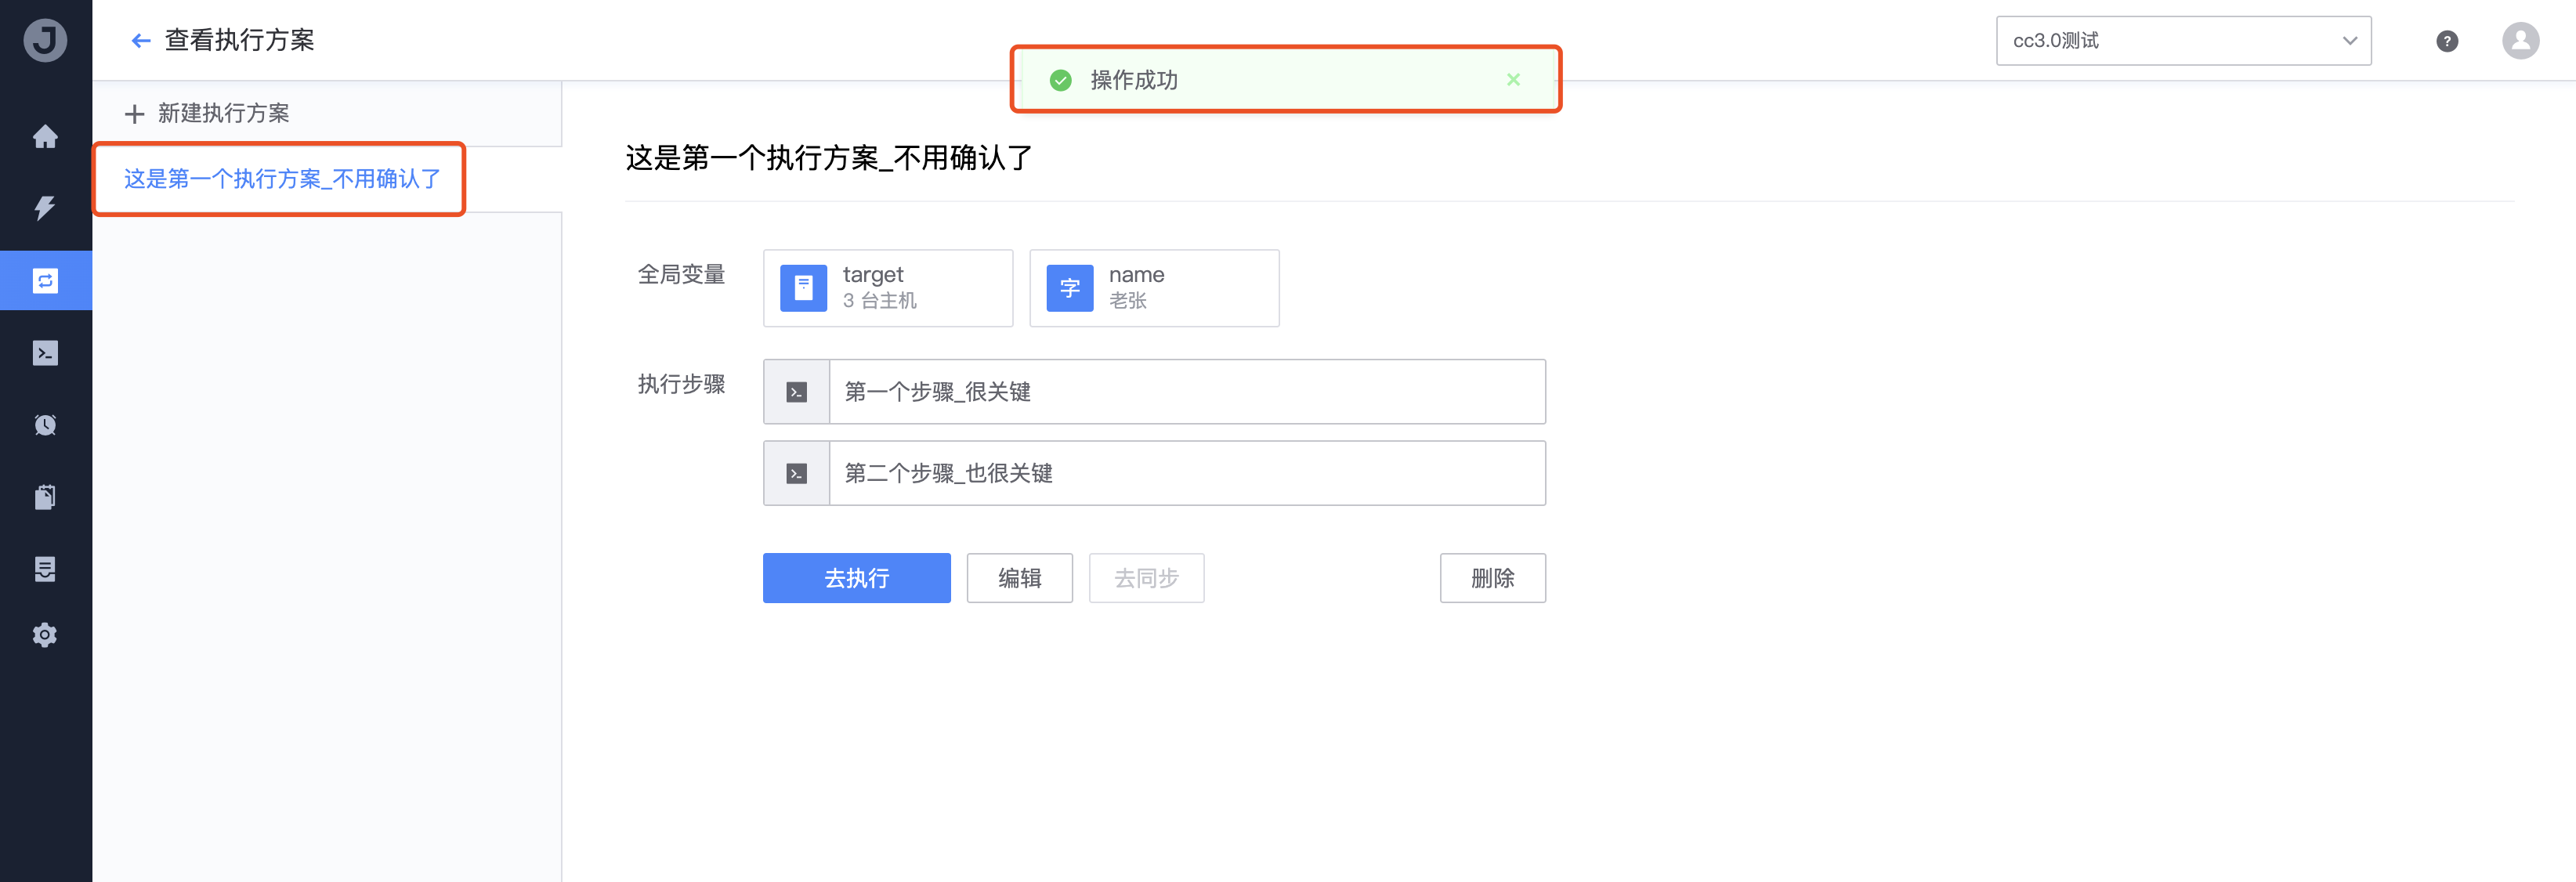 J
查看执行方案
cc3.0测试
?
操作成功
新建执行方案
这是第一个执行方案_不用确认了
这是第一个执行方案_不用确认了
全局变量
target
3 台主机
字
name
老张
执行步骤
第一个步骤_很关键
第二个步骤_也很关键
去执行
编辑
去同步
删除